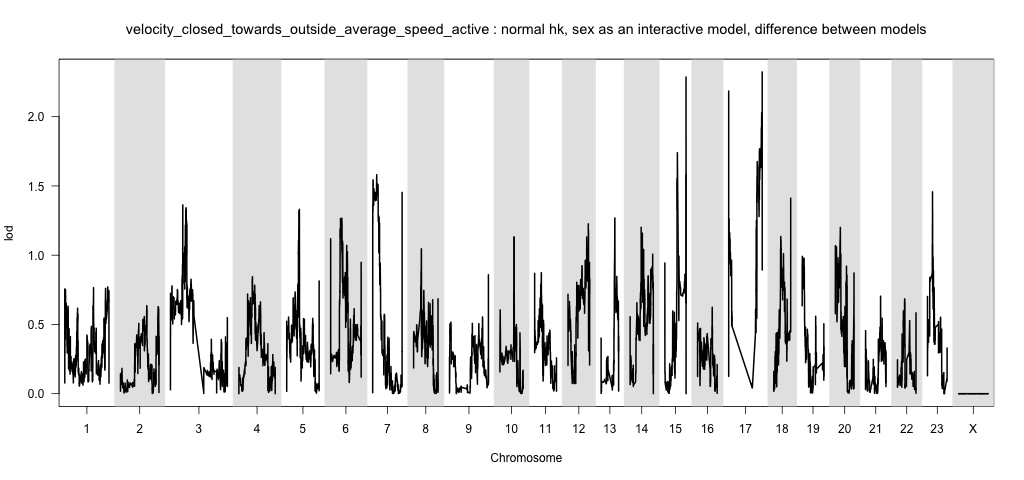 velocity_closed_towards_outside_average_speed_active : normal hk, sex as an interactive model, difference between models
lod
2.0
1.5
1.0
0.5
0.0
1 2 3 4 5 6 7 8 9 10 11 12 13 14 15 16 17 18 19 20 21 22 23 X
Chromosome